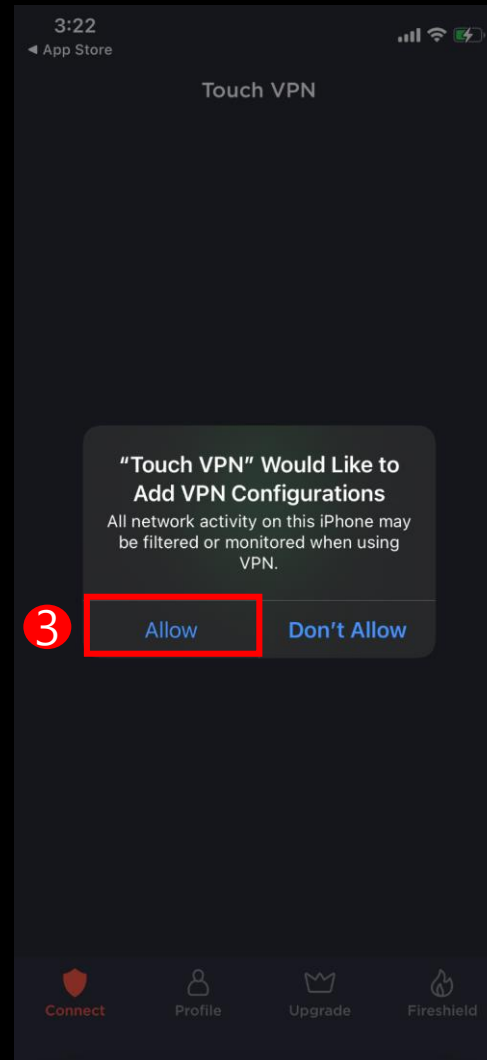 3:22
◀ App Store
Touch VPN
“Touch VPN” Would Like to
Add VPN Configurations
All network activity on this iPhone may
be filtered or monitored when using
VPN.
3
Allow
Don’t Allow
Connect
Profile
Upgrade
Fireshield